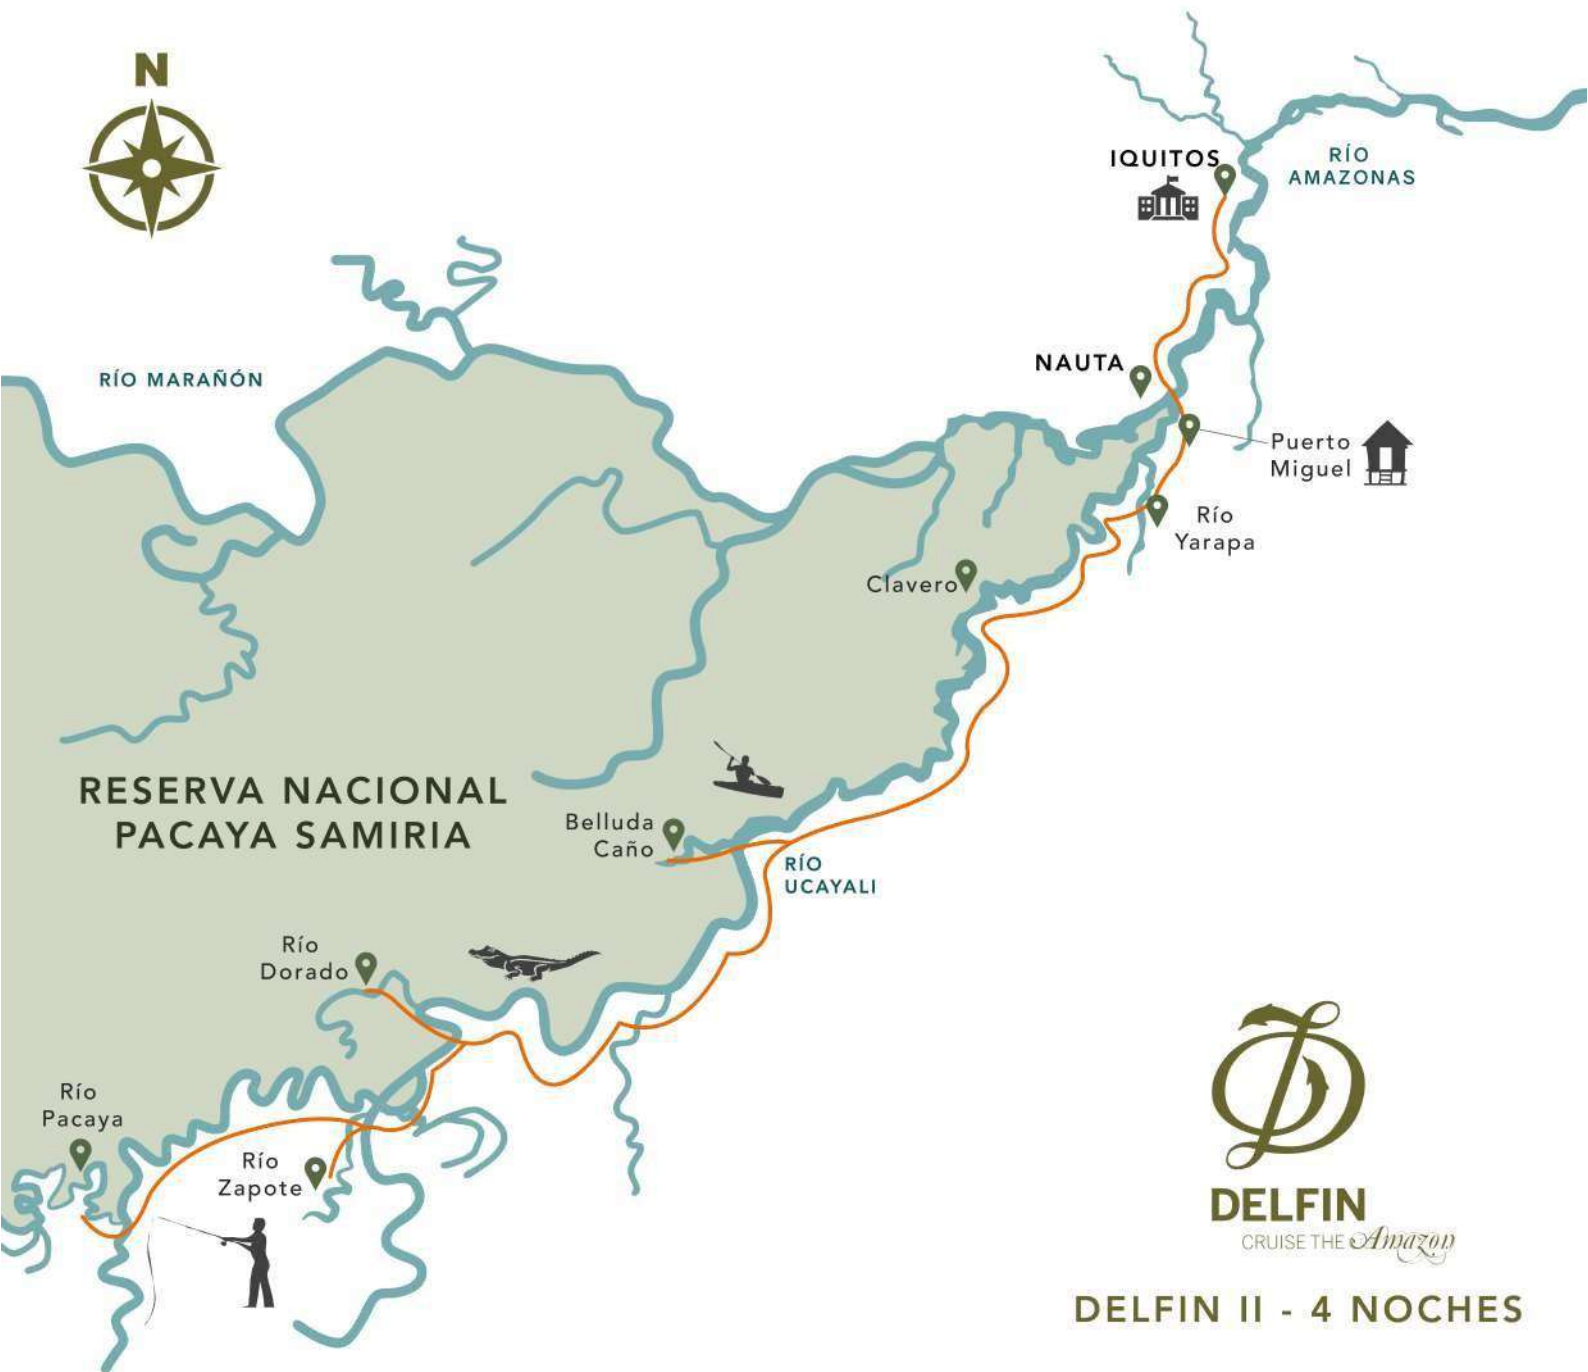 N
IQUITOS
RÍO
AMAZONAS
RÍO MARAÑÓN
NAUTA
Puerto
Miguel
Río
Yarapa
Clavero
RESERVA NACIONAL
PACAYA SAMIRIA
Belluda
Caño
RÍO
UCAYALI
Río
Dorado
Río
Pacaya
Río
Zapote
DELFIN
CRUISE THE Amazon
DELFIN II - 4 NOCHES